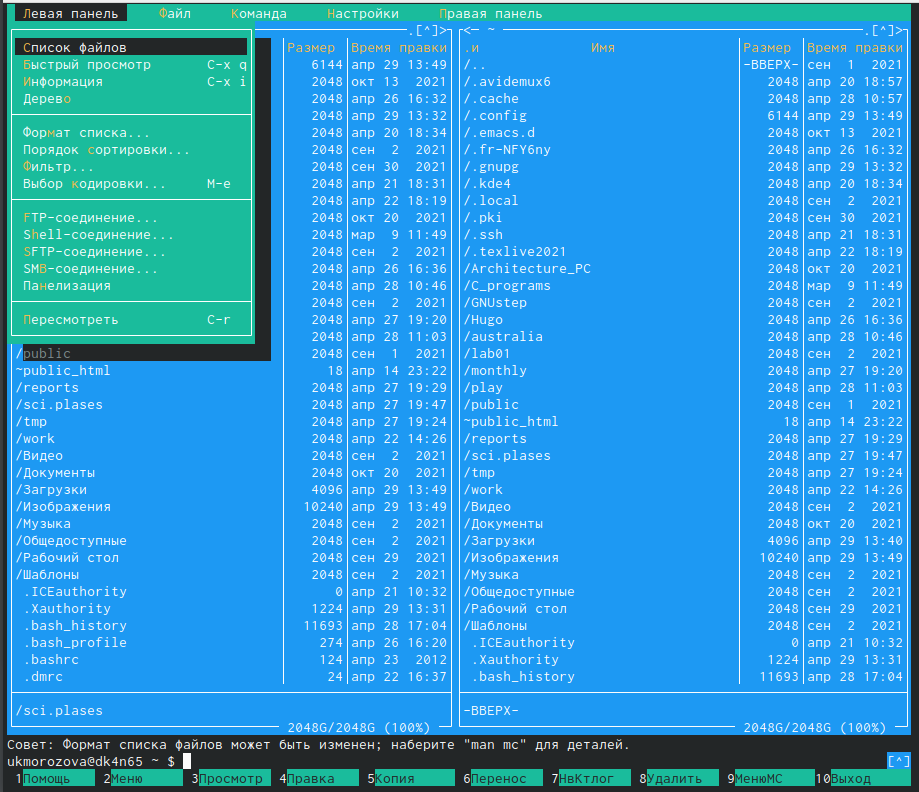 Левая панель Файл Команда Настройки Правая панель
.[^]> <─ ~ .[^]>
Список файлов Размер Время правки .и Имя Размер Время правки
Быстрый просмотр C-x q 6144 апр 29 13:49 /.. -ВВЕРХ- сен 1 2021
Информация C-x i 2048 окт 13 2021 /.avidemux6 2048 апр 20 18:57
Дерево 2048 апр 26 16:32 /.cache 2048 апр 28 10:57
2048 апр 29 13:32 /.config 6144 апр 29 13:49
Формат списка... 2048 апр 20 18:34 /.emacs.d 2048 окт 13 2021
Порядок сортировки... 2048 сен 2 2021 /.fr-NFY6ny 2048 апр 26 16:32
Фильтр... 2048 сен 30 2021 /.gnupg 2048 апр 29 13:32
Выбор кодировки... M-e 2048 апр 21 18:31 /.kde4 2048 апр 20 18:34
2048 апр 22 18:19 /.local 2048 сен 2 2021
FTP-соединение... 2048 окт 20 2021 /.pki 2048 сен 30 2021
Shell-соединение... 2048 мар 9 11:49 /.ssh 2048 апр 21 18:31
SFTP-соединение... 2048 сен 2 2021 /.texlive2021 2048 апр 22 18:19
SMB-соединение... 2048 апр 26 16:36 /Architecture_PC 2048 окт 20 2021
Панелизация 2048 апр 28 10:46 /C_programs 2048 мар 9 11:49
2048 сен 2 2021 /GNUstep 2048 сен 2 2021
Пересмотреть C-r 2048 апр 27 19:20 /Hugo 2048 апр 26 16:36
2048 апр 28 11:03 /australia 2048 апр 28 10:46
/public 2048 сен 1 2021 /lab01 2048 сен 2 2021
~public_html 18 апр 14 23:22 /monthly 2048 апр 27 19:20
/reports 2048 апр 27 19:29 /play 2048 апр 28 11:03
/sci.plases 2048 апр 27 19:47 /public 2048 сен 1 2021
/tmp 2048 апр 27 19:24 ~public_html 18 апр 14 23:22
/work 2048 апр 22 14:26 /reports 2048 апр 27 19:29
/Видео 2048 сен 2 2021 /sci.plases 2048 апр 27 19:47
/Документы 2048 окт 20 2021 /tmp 2048 апр 27 19:24
/Загрузки 4096 апр 29 13:49 /work 2048 апр 22 14:26
/Изображения 10240 апр 29 13:49 /Видео 2048 сен 2 2021
/Музыка 2048 сен 2 2021 /Документы 2048 окт 20 2021
/Общедоступные 2048 сен 2 2021 /Загрузки 4096 апр 29 13:40
/Рабочий стол 2048 сен 29 2021 /Изображения 10240 апр 29 13:49
/Шаблоны 2048 сен 2 2021 /Музыка 2048 сен 2 2021
.ICEauthority 0 апр 21 10:32 /Общедоступные 2048 сен 2 2021
.Xauthority 1224 апр 29 13:31 /Рабочий стол 2048 сен 29 2021
.bash_history 11693 апр 28 17:04 /Шаблоны 2048 сен 2 2021
.bash_profile 274 апр 26 16:20 .ICEauthority 0 апр 21 10:32
.bashrc 124 апр 23 2012 .Xauthority 1224 апр 29 13:31
.dmrc 24 апр 22 16:37 .bash_history 11693 апр 28 17:04
/sci.plases -ВВЕРХ-
2048G/2048G (100%) 2048G/2048G (100%)
Совет: Формат списка файлов может быть изменен; наберите "man mc" для деталей.
ukmorozova@dk4n65 ~ $ [^]
1Помощь 2Меню 3Просмотр 4Правка 5Копия 6Перенос 7НвКтлог 8Удалить 9МенюMC 10Выход